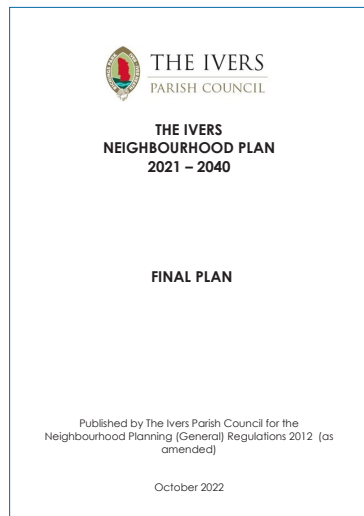 THE IVERS
PARISH COUNCIL
THE IVERS
NEIGHBOURHOOD PLAN
2021 – 2040
FINAL PLAN
Published by The Ivers Parish Council for the
Neighbourhood Planning (General) Regulations 2012 (as
amended)
October 2022